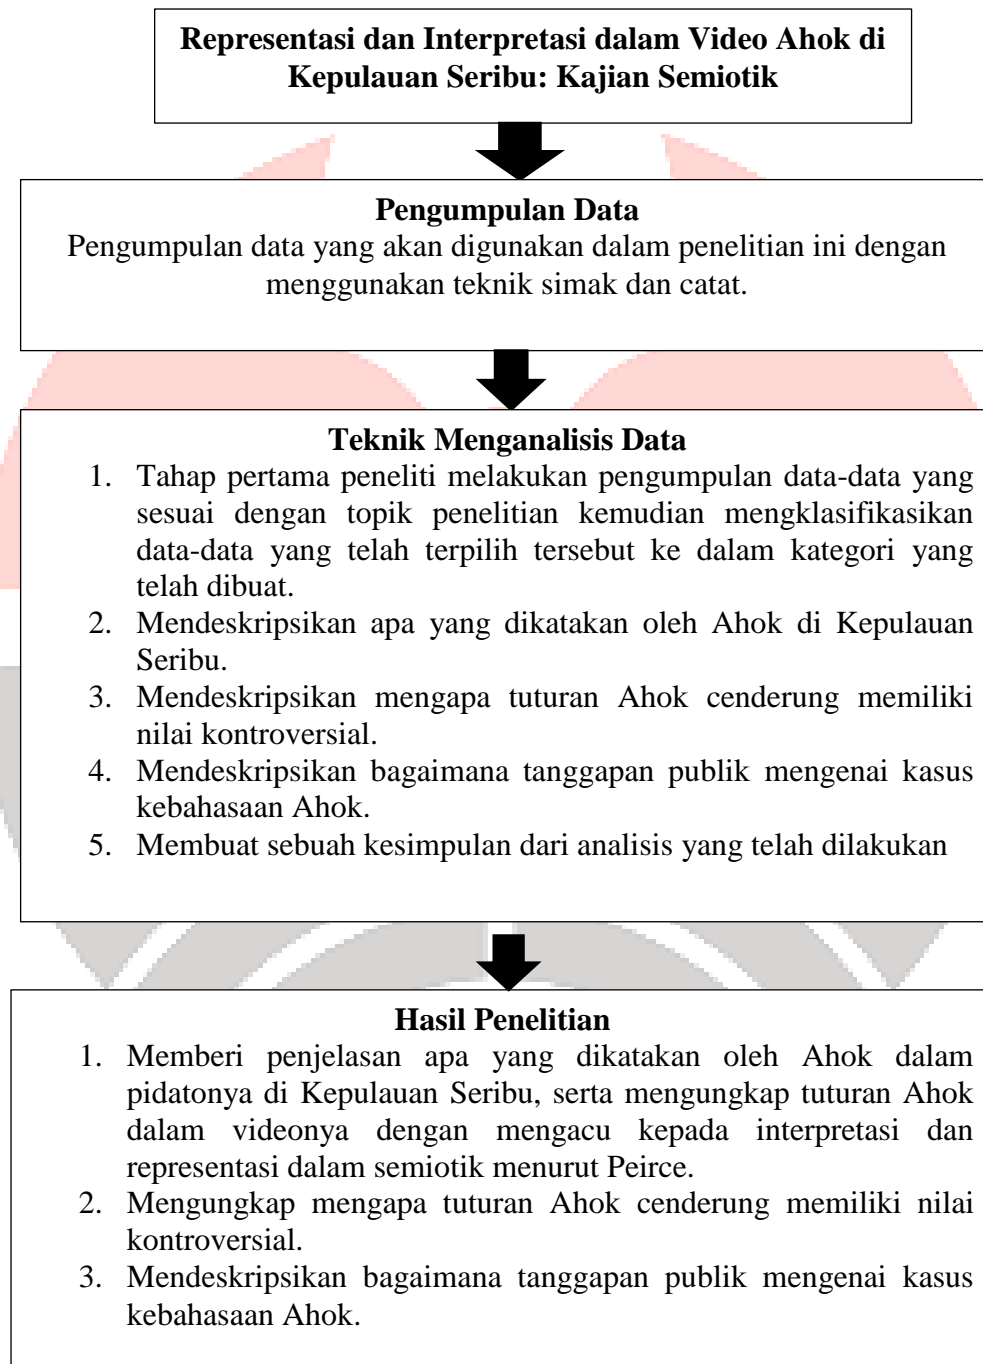 Representasi dan Interpretasi dalam Video Ahok di
Kepulauan Seribu: Kajian Semiotik
Pengumpulan Data
Pengumpulan data yang akan digunakan dalam penelitian ini dengan
menggunakan teknik simak dan catat.
Teknik Menganalisis Data
1. Tahap pertama peneliti melakukan pengumpulan data-data yang
sesuai dengan topik penelitian kemudian mengklasifikasikan
data-data yang telah terpilih tersebut ke dalam kategori yang
telah dibuat.
2. Mendeskripsikan apa yang dikatakan oleh Ahok di Kepulauan
Seribu.
3. Mendeskripsikan mengapa tuturan Ahok cenderung memiliki
nilai kontroversial.
4. Mendeskripsikan bagaimana tanggapan publik mengenai kasus
kebahasaan Ahok.
5. Membuat sebuah kesimpulan dari analisis yang telah dilakukan
Hasil Penelitian
1. Memberi penjelasan apa yang dikatakan oleh Ahok dalam
pidatonya di Kepulauan Seribu, serta mengungkap tuturan Ahok
dalam videonya dengan mengacu kepada interpretasi dan
representasi dalam semiotik menurut Peirce.
2. Mengungkap mengapa tuturan Ahok cenderung memiliki nilai
kontroversial.
3. Mendeskripsikan bagaimana tanggapan publik mengenai kasus
kebahasaan Ahok.